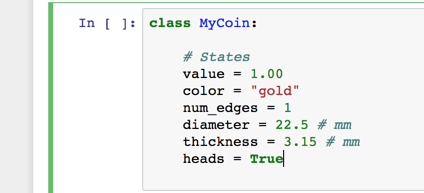 In [ ]: class MyCoin:
# States
value = 1.00
color = "gold"
num_edges = 1
diameter = 22.5 # mm
thickness = 3.15 # mm
heads = True